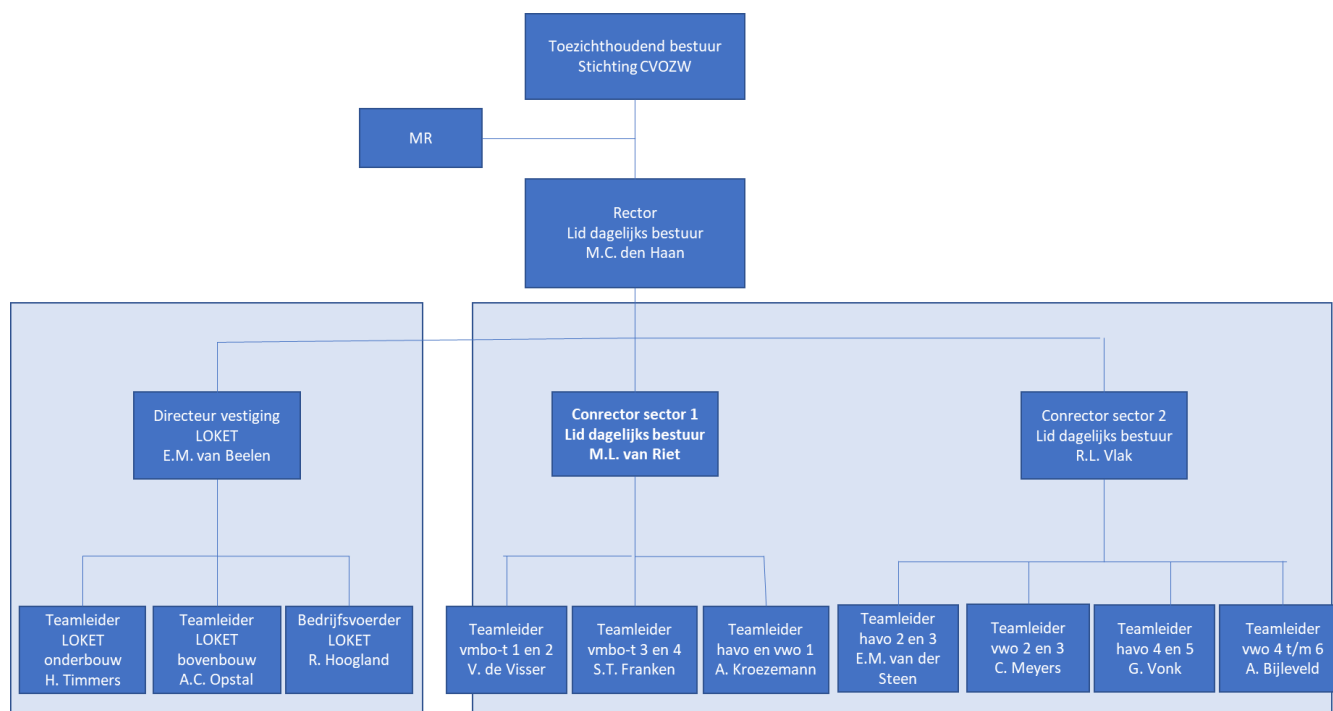 Toezichthoudend bestuur
Stichting CVOZW
MR
Rector
Lid dagelijks bestuur
M.C. den Haan
Directeur vestiging
LOKET
E.M. van Beelen
Conrector sector 1
Lid dagelijks bestuur
M.L. van Riet
Conrector sector 2
Lid dagelijks bestuur
R.L. Vlak
Teamleider
LOKET
onderbouw
H. Timmers
Teamleider
LOKET
bovenbouw
A.C. Opstal
Bedrijfsvoerder
LOKET
R. Hoogland
Teamleider
vmbo-t 1 en 2
V. de Visser
Teamleider
vmbo-t 3 en 4
S.T. Franken
Teamleider
havo en vwo 1
A. Kroezemann
Teamleider
havo 2 en 3
E.M. van der
Steen
Teamleider
vwo 2 en 3
C. Meyers
Teamleider
havo 4 en 5
G. Vonk
Teamleider
vwo 4 t/m 6
A. Bijleveld